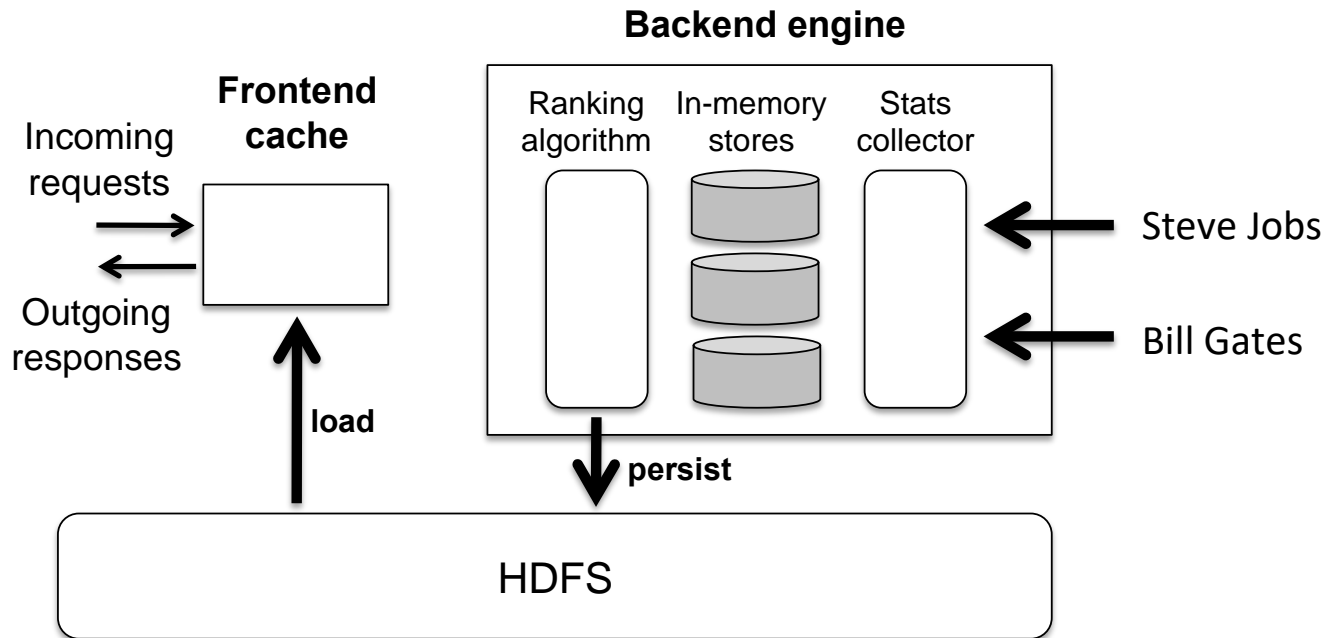 Backend engine
Frontend
cache
Incoming
requests
Outgoing
responses
Ranking
algorithm
In-memory
stores
Stats
collector
Steve Jobs
Bill Gates
load
persist
HDFS